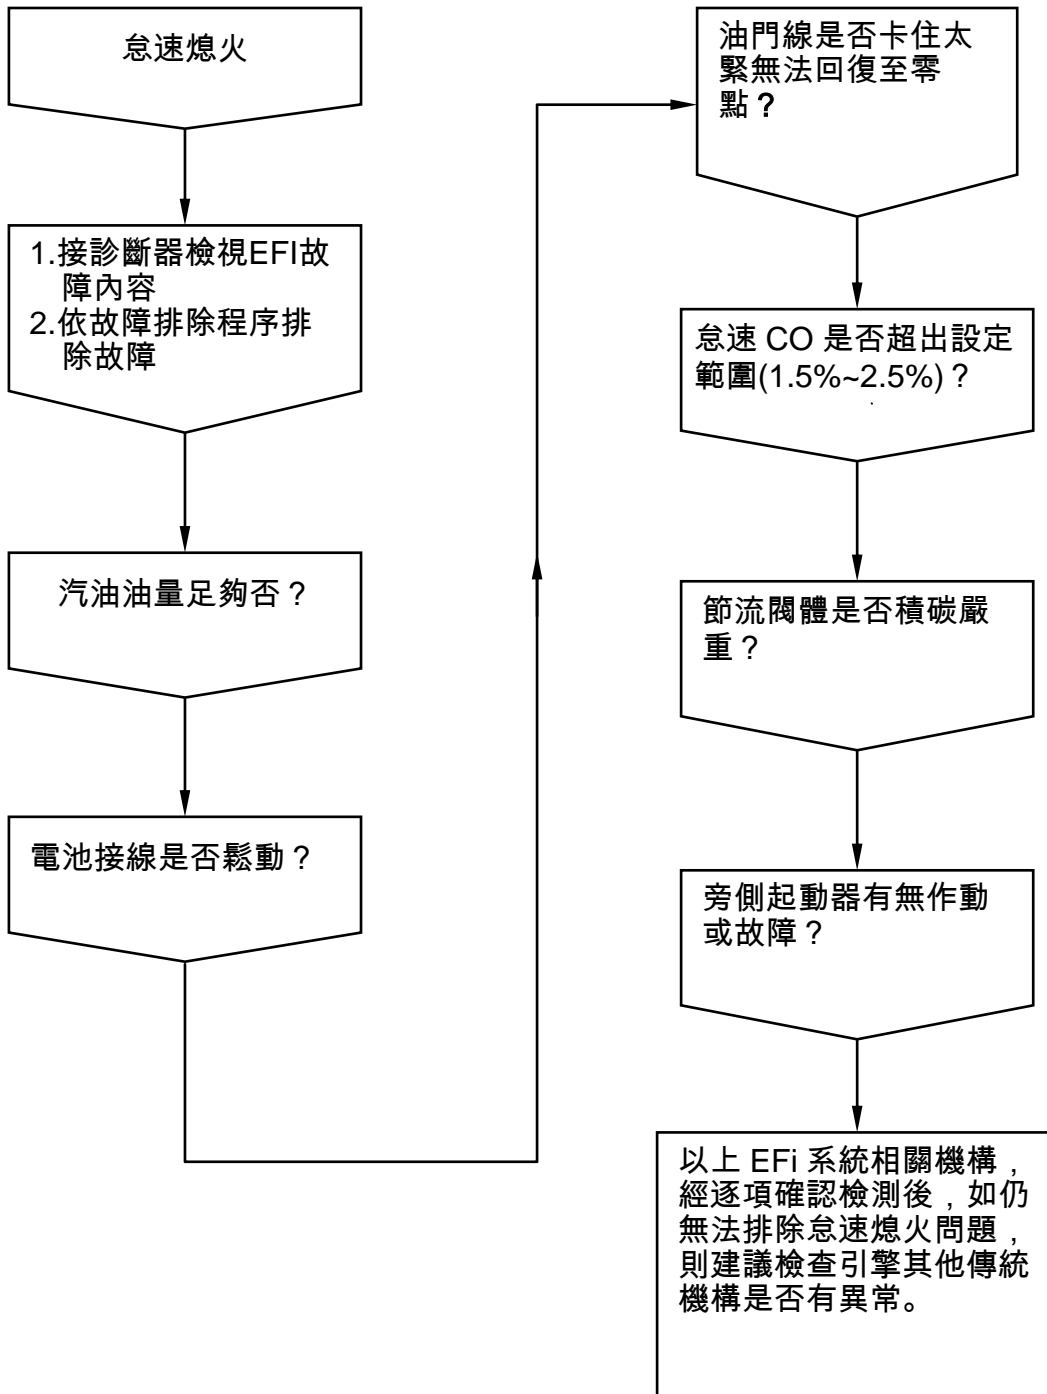 怠速熄火
1.接診斷器檢視EFI故
障內容
2.依故障排除程序排
除故障
汽油油量足夠否？
電池接線是否鬆動？
油門線是否卡住太
緊無法回復至零
點？
怠速 CO 是否超出設定
範圍(1.5%~2.5%)？
節流閥體是否積碳嚴
重？
旁側起動器有無作動
或故障？
以上 EFi 系統相關機構，
經逐項確認檢測後，如仍
無法排除怠速熄火問題，
則建議檢查引擎其他傳統
機構是否有異常。